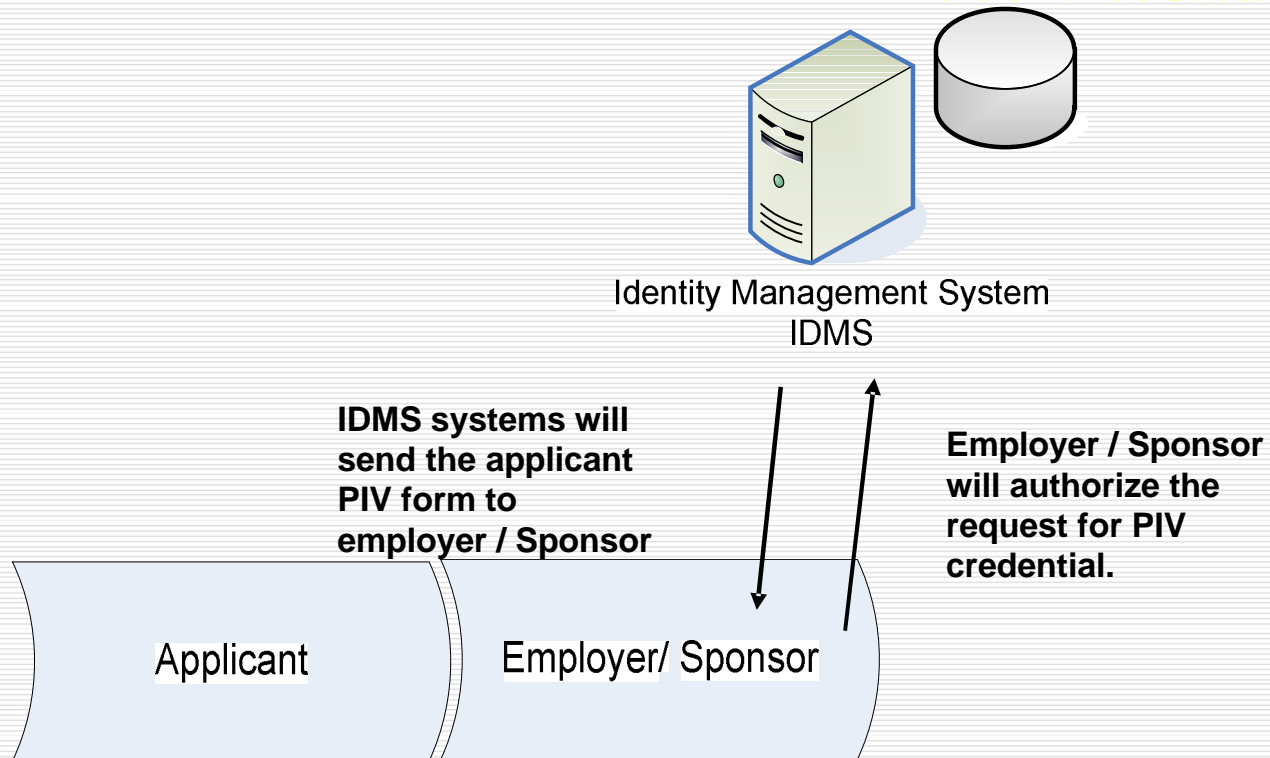 Identity Management System
IDMS
IDMS systems will
send the applicant
PIV form to
employer / Sponsor
Employer / Sponsor
will authorize the
request for PIV
credential.
Applicant
Employer/ Sponsor